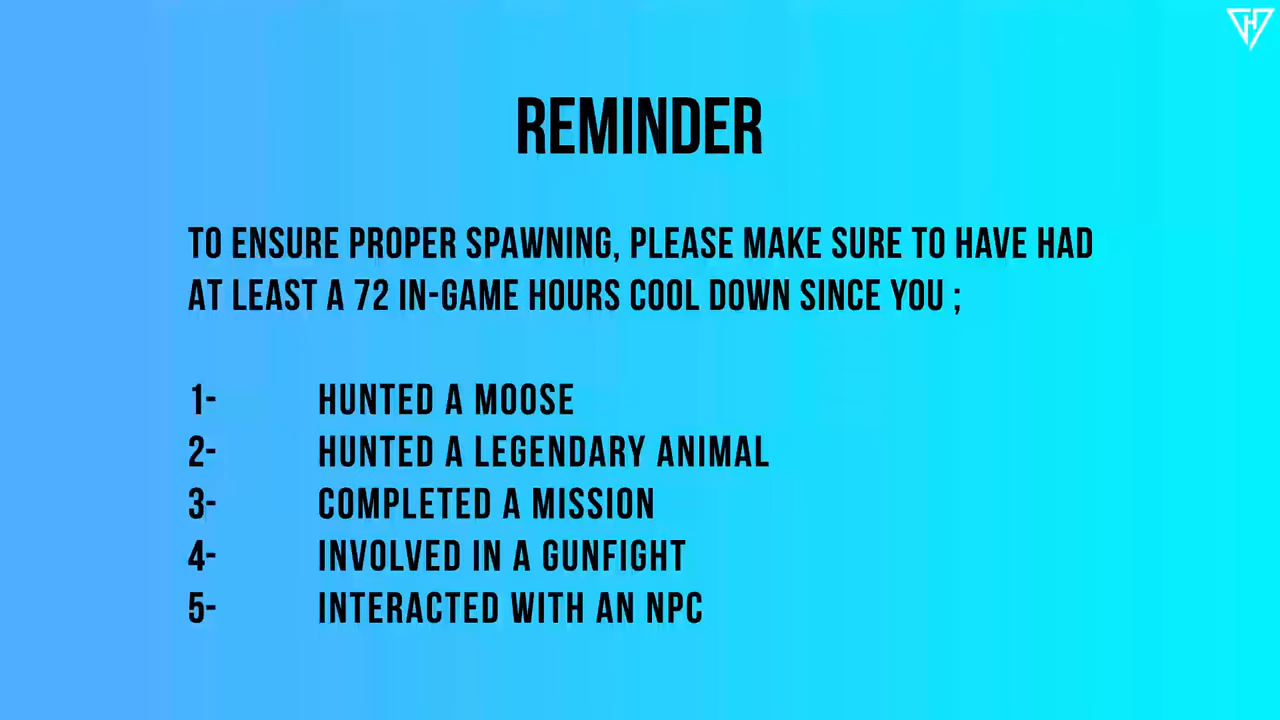 REMINDER
TO ENSURE PROPER SPAWNING, PLEASE MAKE SURE TO HAVE HAD
AT LEAST A 72 IN-GAME HOURS COOL DOWN SINCE YOU ;
1- HUNTED A MOOSE
2- HUNTED A LEGENDARY ANIMAL
3- COMPLETED A MISSION
4- INVOLVED IN A GUNFIGHT
5- INTERACTED WITH AN NPC